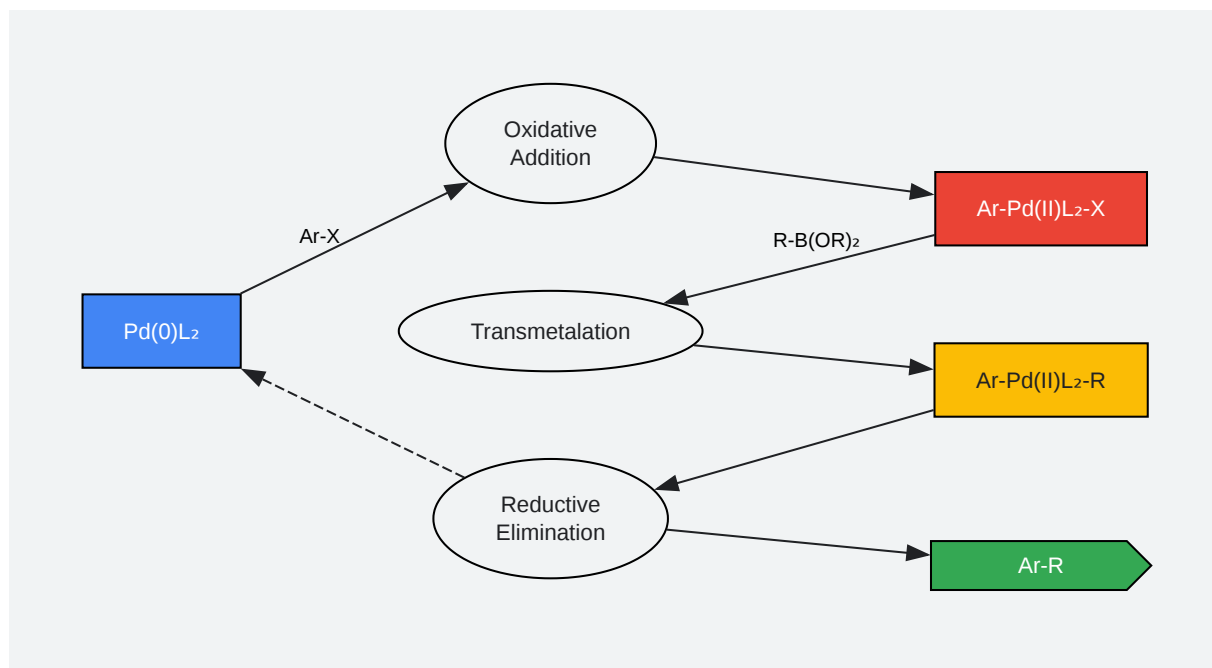 Oxidative
Addition
Ar-Pd(II)L₂-X
Ar-X
R-B(OR)₂
Pd(0)L₂
Transmetalation
Ar-Pd(II)L₂-R
Reductive
Elimination
Ar-R